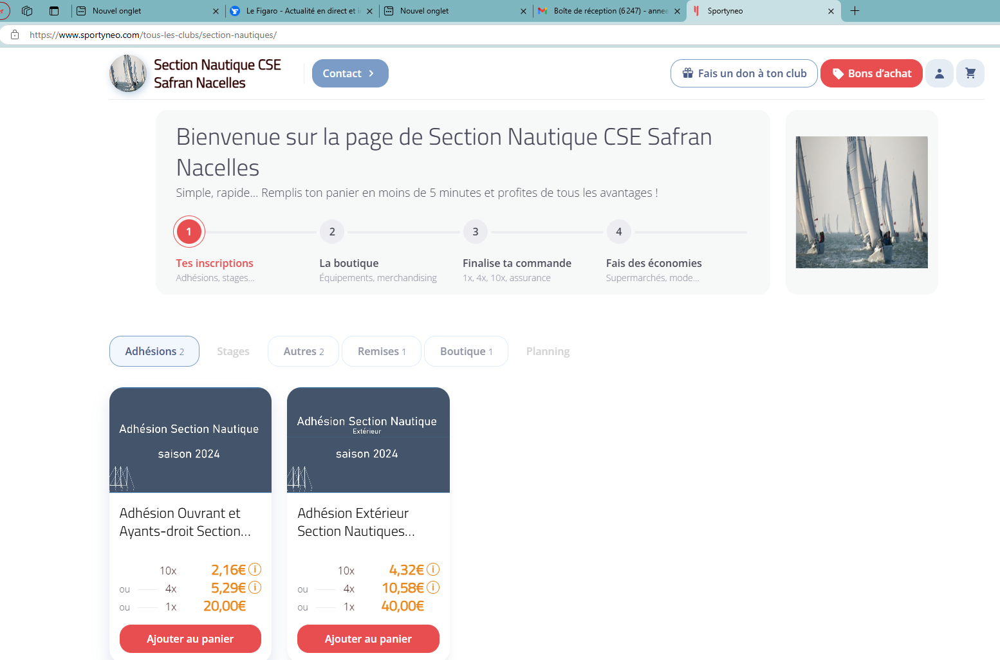 Nouvel onglet
Le Figaro - Actualité en direct et i
Nouvel onglet
Boîte de réception (6 247) - anne
Sportyneo
https://www.sportyneo.com/tous-les-clubs/section-nautiques/
Section Nautique CSE
Safran Nacelles
Contact
Fais un don à ton club
Bons d'achat
Bienvenue sur la page de Section Nautique CSE Safran
Nacelles
Simple, rapide... Remplis ton panier en moins de 5 minutes et profites de tous les avantages !
1
2
3
4
Tes inscriptions
La boutique
Finalise ta commande
Fais des économies
Adhésions, stages...
Équipements, merchandising
1x, 4x, 10x, assurance
Supermarchés, mode...
Adhésions 2
Stages
Autres 2
Remises 1
Boutique 1
Planning
Adhésion Section Nautique
saison 2024
Adhésion Section Nautique
Extérieur
saison 2024
Adhésion Ouvrant et
Ayants-droit Section...
10x 2,16€ i
ou 4x 5,29€ i
ou 1x 20,00€
Ajouter au panier
Adhésion Extérieur
Section Nautiques...
10x 4,32€ i
ou 4x 10,58€ i
ou 1x 40,00€
Ajouter au panier